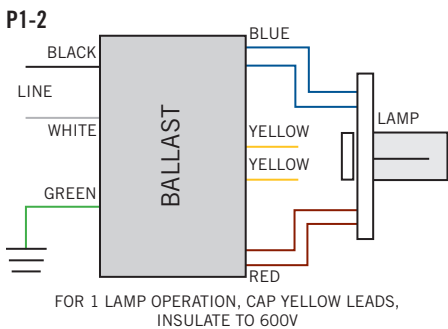 P1-2
BLUE
BLACK
LINE
LAMP
WHITE
YELLOW
BALLAST
YELLOW
GREEN
RED
FOR 1 LAMP OPERATION, CAP YELLOW LEADS,
INSULATE TO 600V